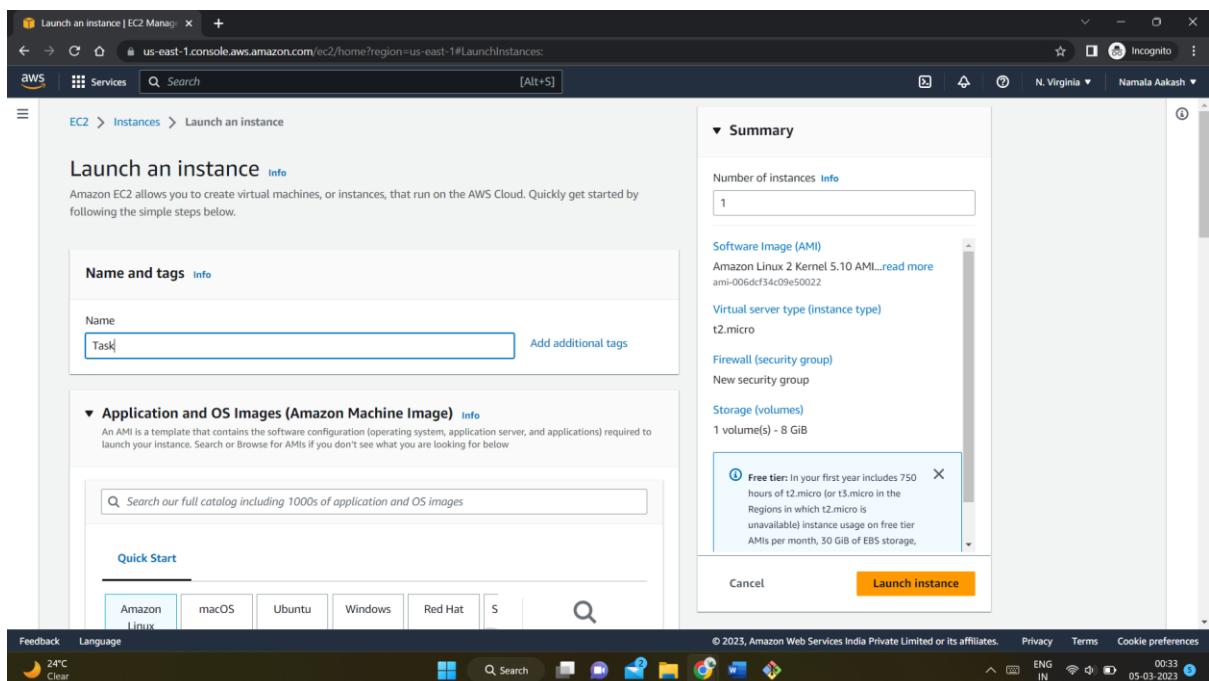 Launch an instance | EC2 Manag
us-east-1.console.aws.amazon.com/ec2/home?region=us-east-1#LaunchInstances:
Incognito
aws
Services
Search
[Alt+S]
N. Virginia
Namala Aakash
EC2 > Instances > Launch an instance
Launch an instance Info
Amazon EC2 allows you to create virtual machines, or instances, that run on the AWS Cloud. Quickly get started by
following the simple steps below.
Name and tags Info
Name
Task
Add additional tags
Application and OS Images (Amazon Machine Image) Info
An AMI is a template that contains the software configuration (operating system, application server, and applications) required to
launch your instance. Search or Browse for AMIs if you don't see what you are looking for below
Search our full catalog including 1000s of application and OS images
Quick Start
Amazon
Linux
macOS
Ubuntu
Windows
Red Hat
S
Summary
Number of instances Info
1
Software Image (AMI)
Amazon Linux 2 Kernel 5.10 AMI...read more
ami-006dcf34c09e50022
Virtual server type (instance type)
t2.micro
Firewall (security group)
New security group
Storage (volumes)
1 volume(s) - 8 GiB
Free tier: In your first year includes 750
hours of t2.micro (or t3.micro in the
Regions in which t2.micro is
unavailable) instance usage on free tier
AMIs per month, 30 GiB of EBS storage,
Cancel
Launch instance
Feedback
Language
© 2023, Amazon Web Services India Private Limited or its affiliates.
Privacy
Terms
Cookie preferences
24°C
Clear
Search
ENG
IN
00:33
05-03-2023
5